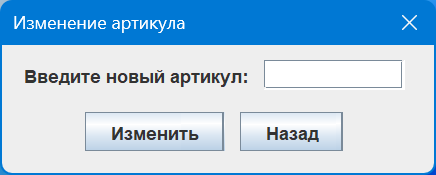 Изменение артикула
Введите новый артикул:
Изменить Назад